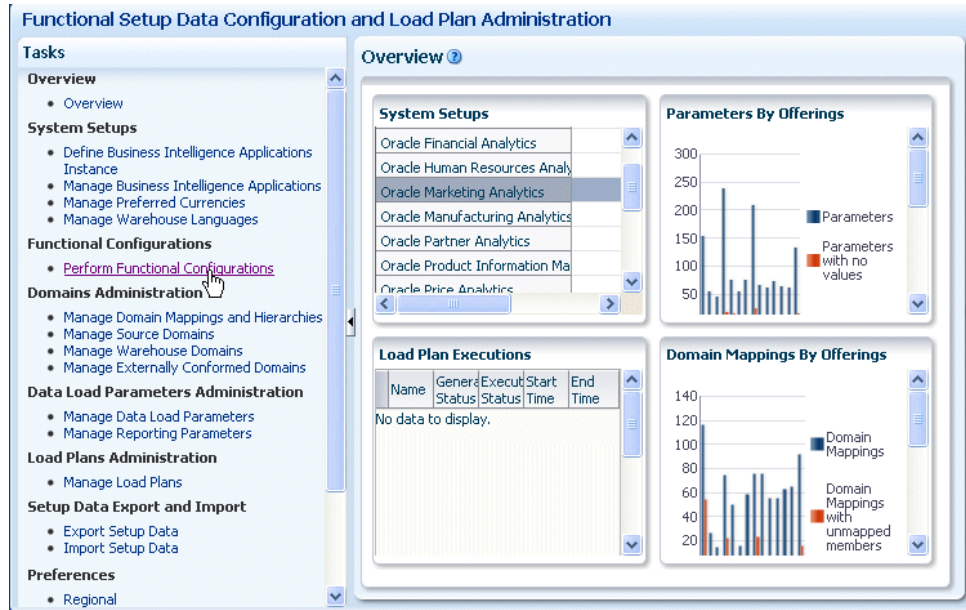 Functional Setup Data Configuration and Load Plan Administration
Tasks
Overview
Overview
System Setups
Define Business Intelligence Applications
Instance
Manage Business Intelligence Applications
Manage Preferred Currencies
Manage Warehouse Languages
Functional Configurations
Perform Functional Configurations
Domains Administration
Manage Domain Mappings and Hierarchies
Manage Source Domains
Manage Warehouse Domains
Manage Externally Conformed Domains
Data Load Parameters Administration
Manage Data Load Parameters
Manage Reporting Parameters
Load Plans Administration
Manage Load Plans
Setup Data Export and Import
Export Setup Data
Import Setup Data
Preferences
Regional
Overview ?
System Setups
Oracle Financial Analytics
Oracle Human Resources Analy
Oracle Marketing Analytics
Oracle Manufacturing Analytics
Oracle Partner Analytics
Oracle Product Information Ma
Oracle Price Analytics
Parameters By Offerings
300
250
200
150
100
50
Parameters
Parameters
with no
values
Load Plan Executions
Name
Genera
Status
Execut
Status
Start
Time
End
Time
No data to display.
Domain Mappings By Offerings
140
120
100
80
60
40
20
Domain
Mappings
Domain
Mappings
with
unmapped
members